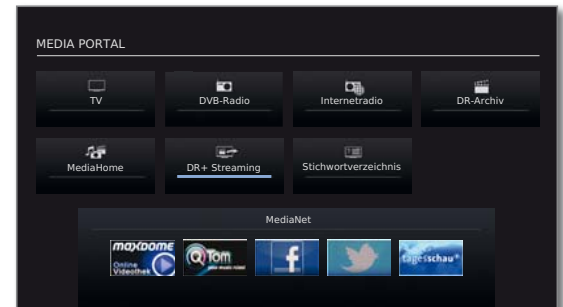 MEDIA PORTAL
TV
DVB-Radio
Internetradio
DR-Archiv
MediaHome
DR+ Streaming
Stichwortverzeichnis
MediaNet
maxdome
Online
Videothek
QTom
f
tagesschau